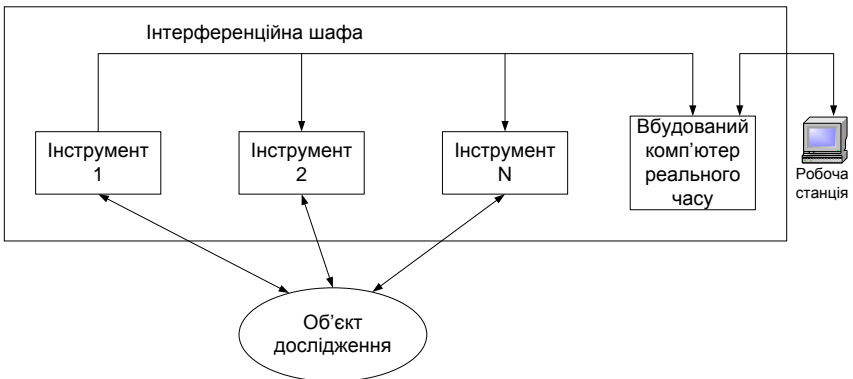 Інтерференційна шафа
Інструмент
1
Інструмент
2
Інструмент
N
Вбудований
комп'ютер
реального
часу
Робоча
станція
Об'єкт
дослідження